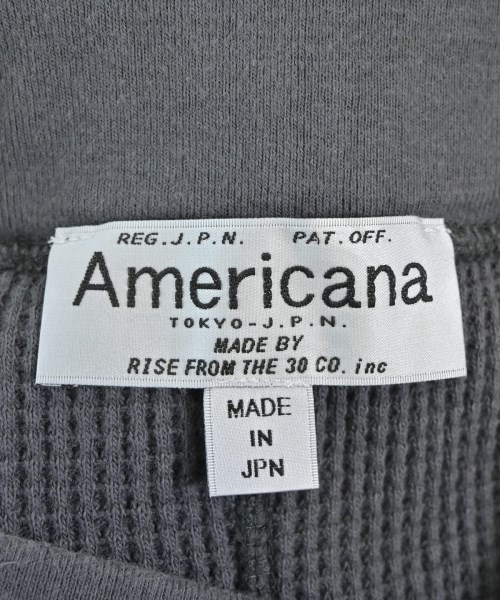 REG.J.P.N. PAT.OFF.
Americana
TOKYO-J.P.N.
MADE BY
RISE FROM THE 30 CO. inc
MADE
IN
JPN